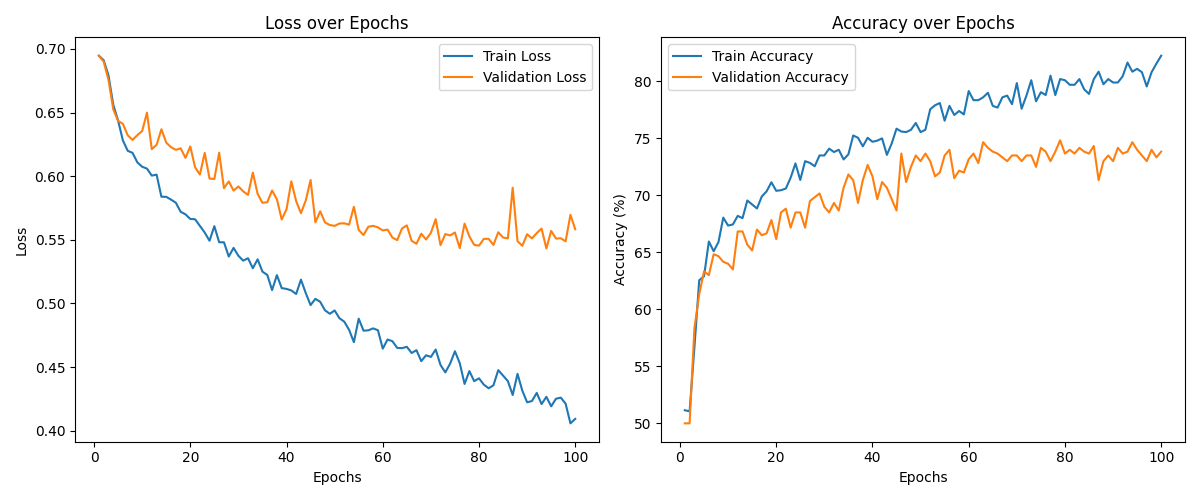 Loss over Epochs
Train Loss
Validation Loss
0.70
0.65
0.60
0.55
0.50
0.45
0.40
Loss
0
20
40
60
80
100
Epochs
Accuracy over Epochs
Train Accuracy
Validation Accuracy
80
75
70
65
60
55
50
Accuracy (%)
0
20
40
60
80
100
Epochs